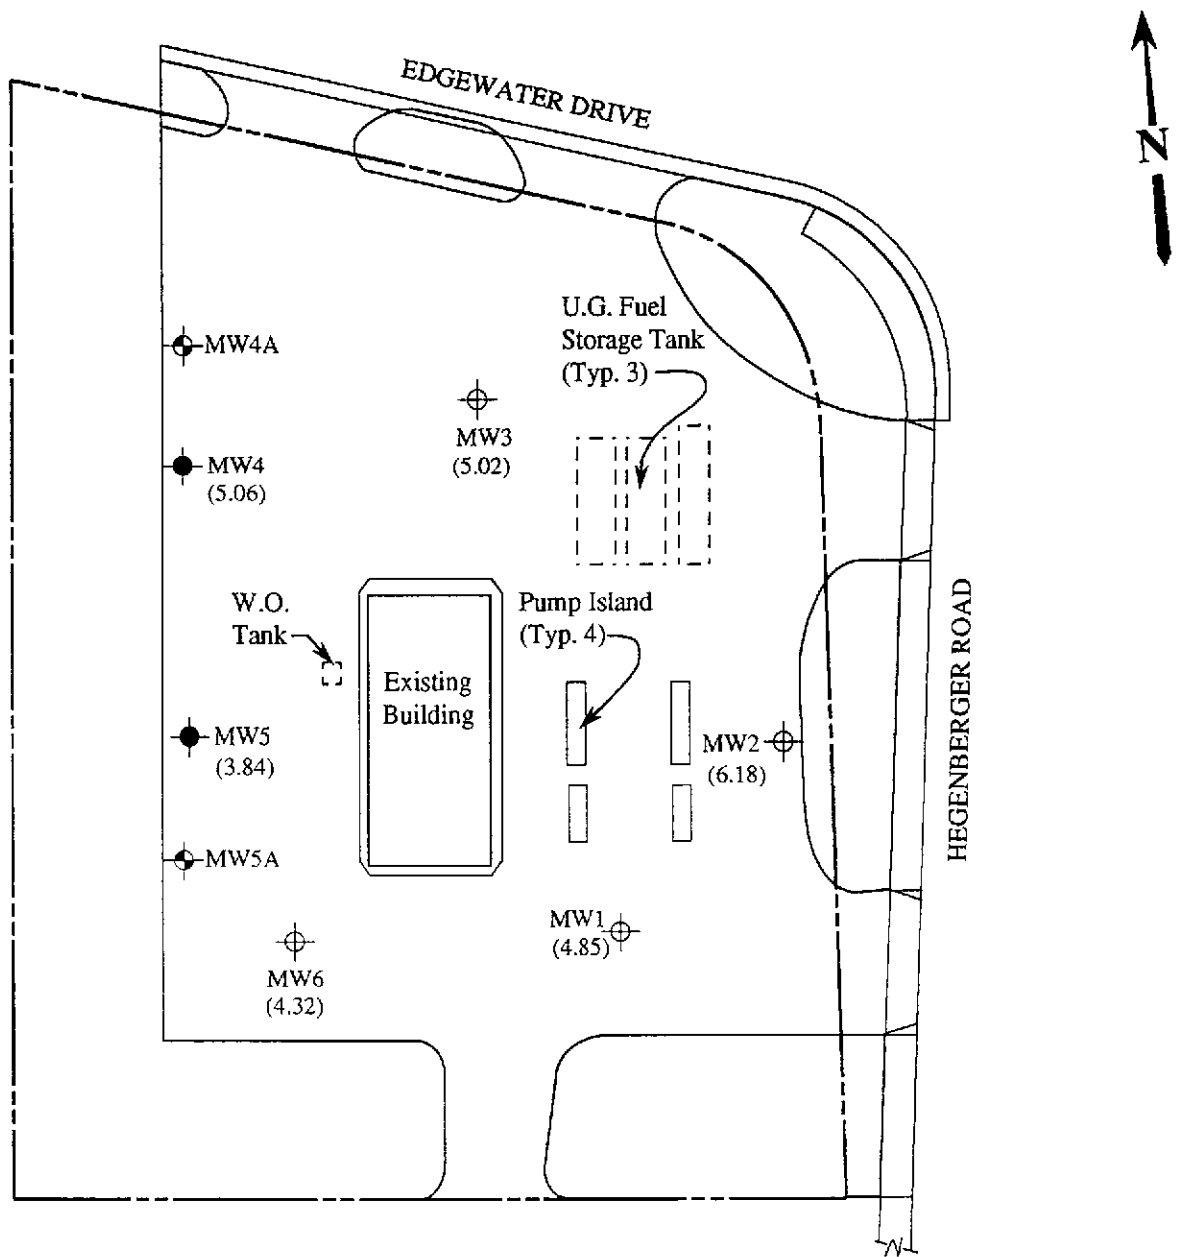 EDGEWATER DRIVE
N
U.G. Fuel
Storage Tank
(Typ. 3)
MW4A
MW3
(5.02)
MW4
(5.06)
W.O.
Tank
Pump Island
(Typ. 4)
Existing
Building
MW5
(3.84)
MW2
(6.18)
HEGENBERGER ROAD
MW5A
MW1
(4.85)
MW6
(4.32)